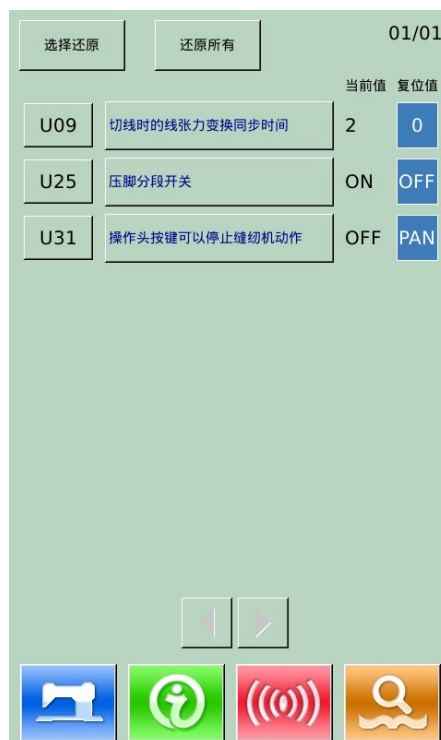 选择还原 还原所有 01/01
当前值 复位值
U09 切线时的线张力变换同步时间 2 0
U25 压脚分段开关 ON OFF
U31 操作头按键可以停止缝纫机动作 OFF PAN